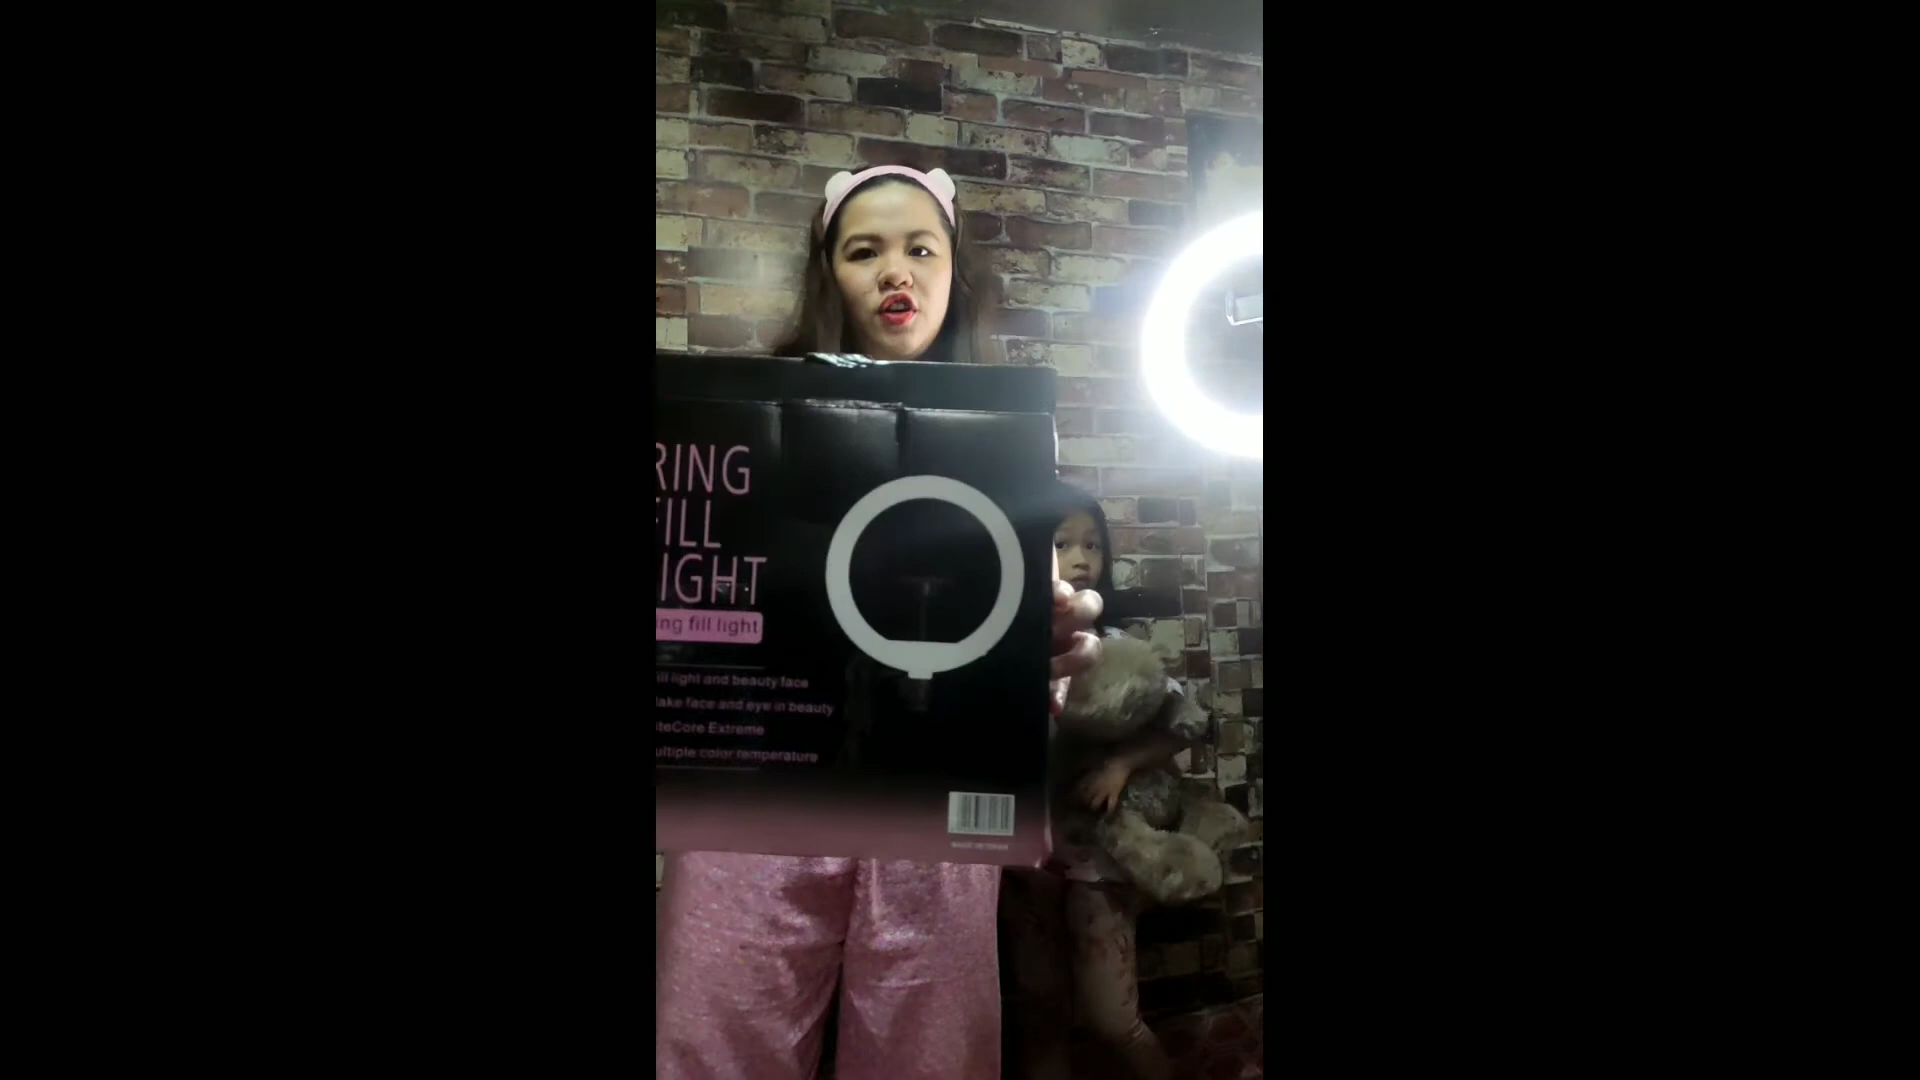 RING
FILL
IGHT
ing fill light
ill light and beauty face
ake face and eye in beauty
iteCore Extreme
ultiple color temperature